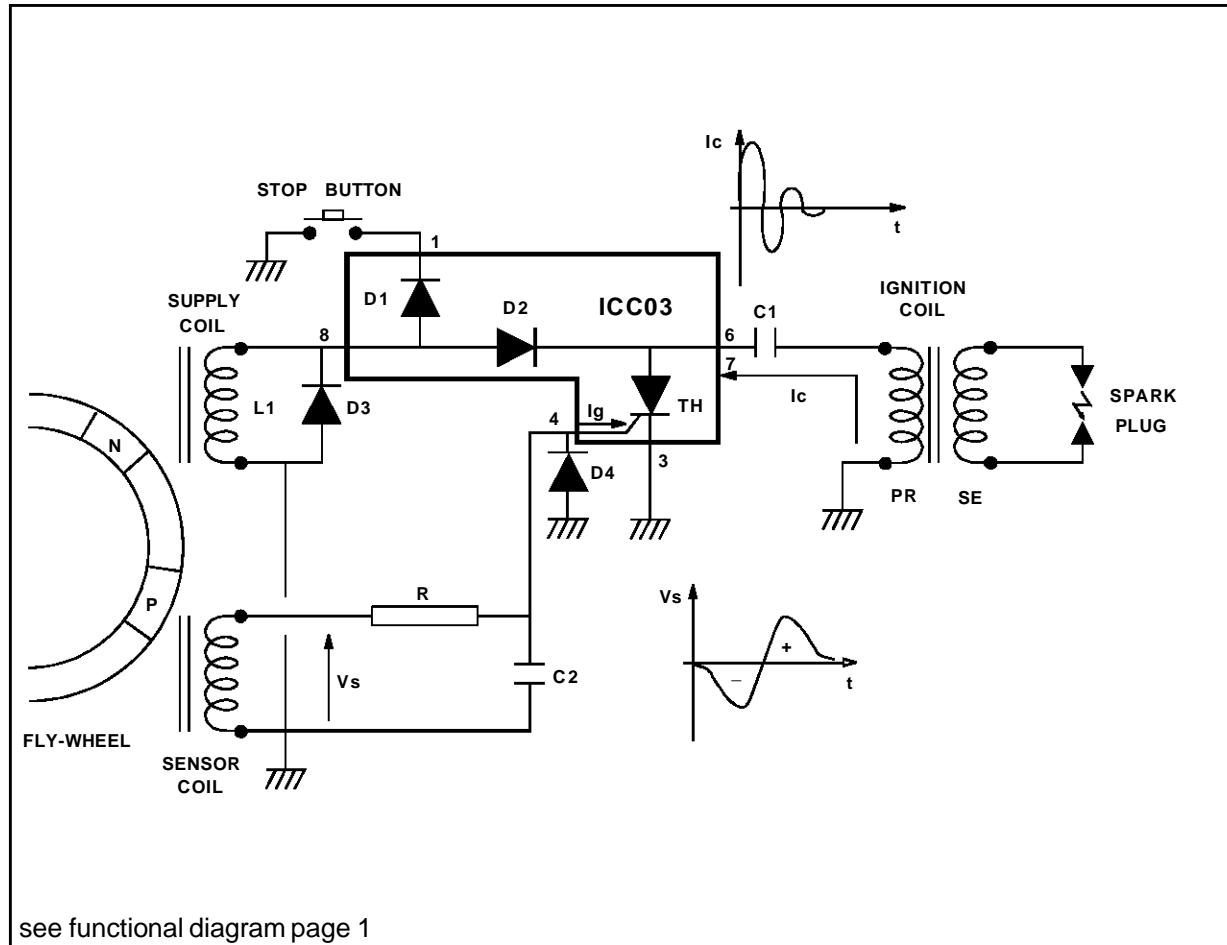 Ic
t
STOP BUTTON
1
SUPPLY
COIL
8
D1
D2
ICC03
C1
6
7
IGNITION
COIL
L1
D3
Ig
4
TH
Ic
SPARK
PLUG
N
D4
3
PR
SE
P
R
Vs
C2
Vs
+
−
t
FLY-WHEEL
SENSOR
COIL
see functional diagram page 1